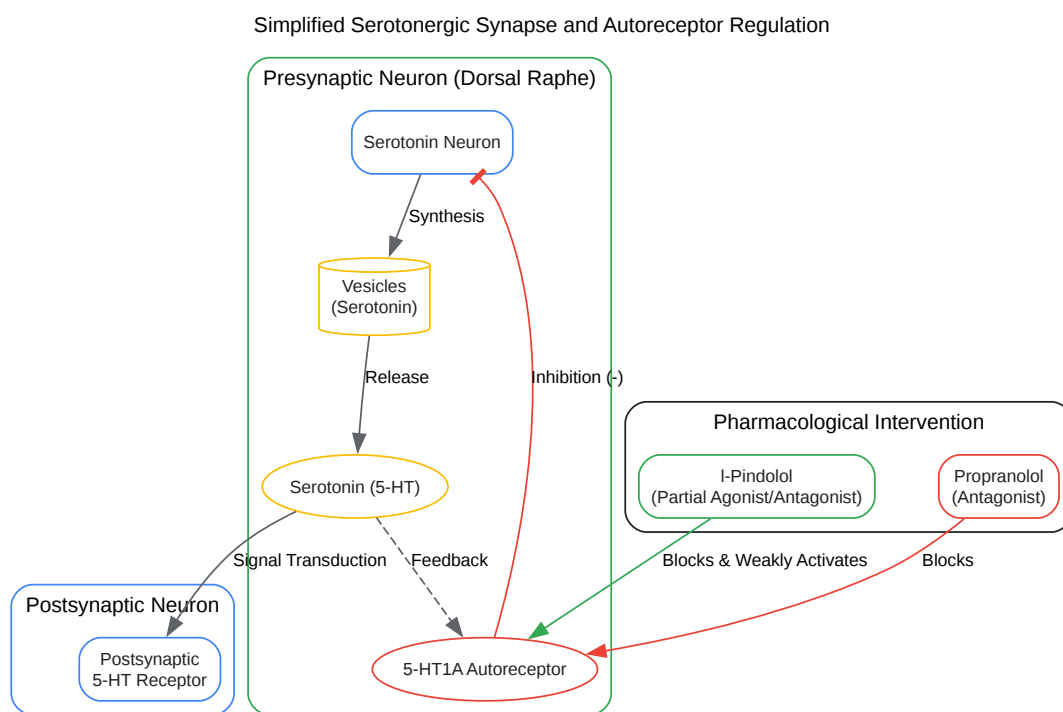 Simplified Serotonergic Synapse and Autoreceptor Regulation
Presynaptic Neuron (Dorsal Raphe)
Serotonin Neuron
Synthesis
Vesicles
(Serotonin)
Release
Inhibition (-)
Pharmacological Intervention
l-Pindolol
(Partial Agonist/Antagonist)
Propranolol
(Antagonist)
Serotonin (5-HT)
Signal Transduction
Feedback
Blocks & Weakly Activates
Blocks
Postsynaptic Neuron
Postsynaptic
5-HT Receptor
5-HT1A Autoreceptor